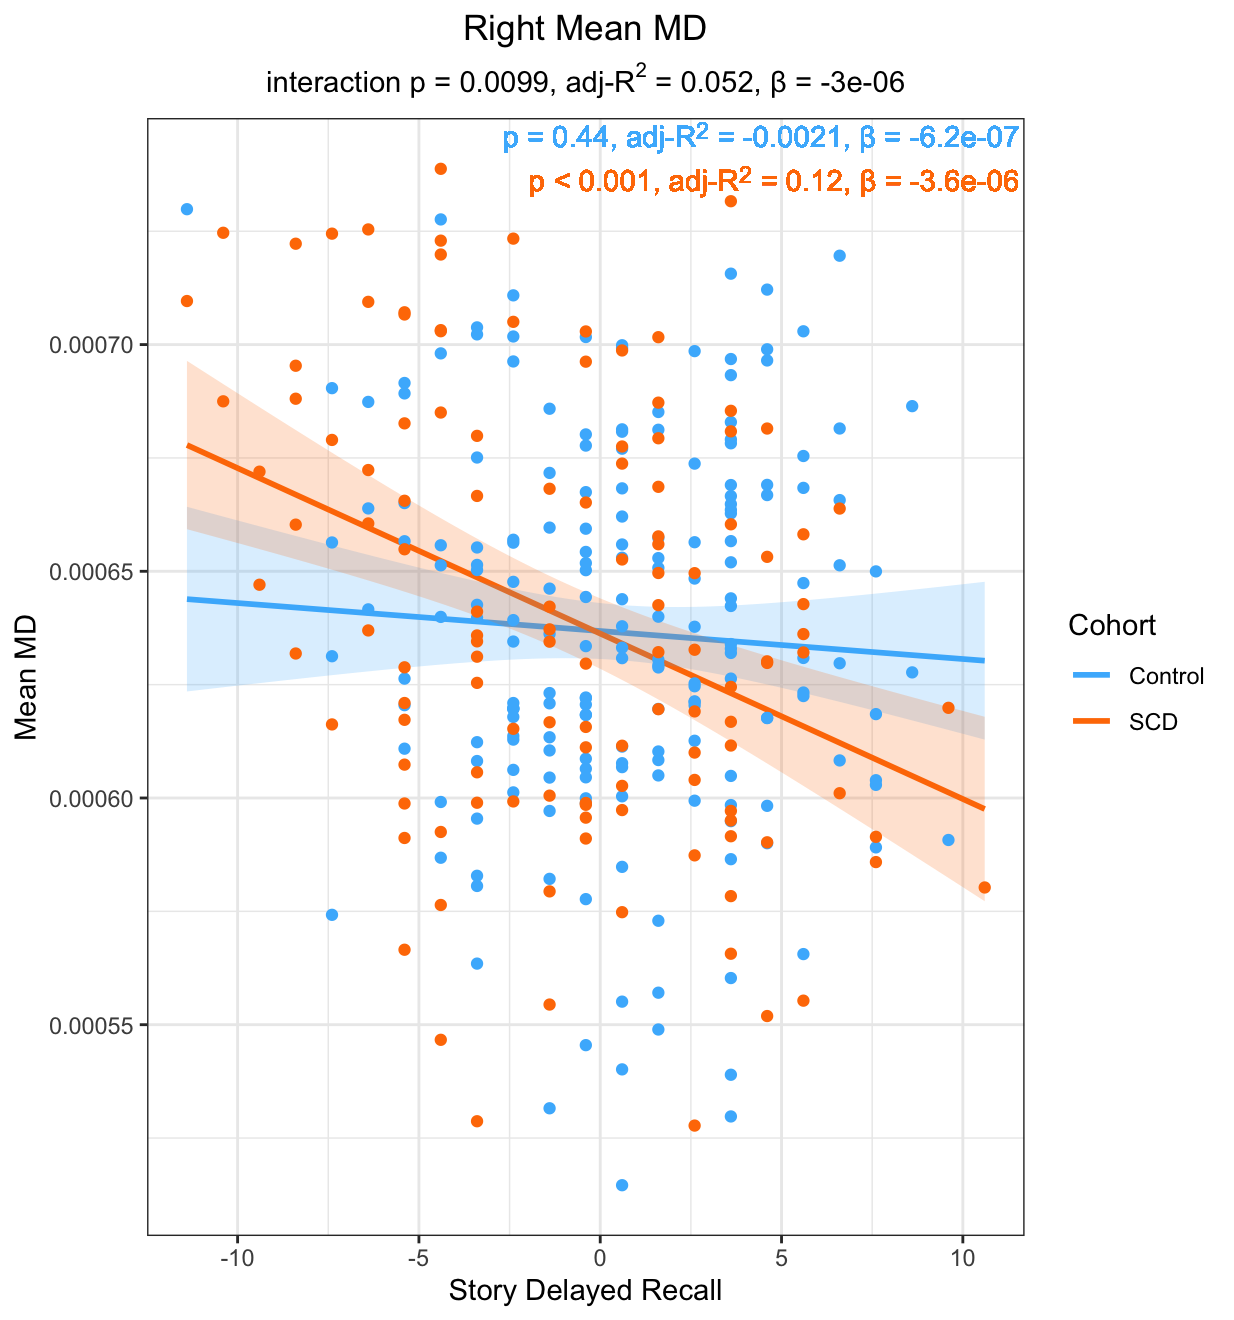 Right Mean MD
interaction p = 0.0099, adj-R² = 0.052, β = -3e-06
p = 0.44, adj-R² = -0.0021, β = -6.2e-07
p < 0.001, adj-R² = 0.12, β = -3.6e-06
0.00070
0.00065
0.00060
0.00055
Mean MD
-10 -5 0 5 10
Story Delayed Recall
Cohort
Control
SCD